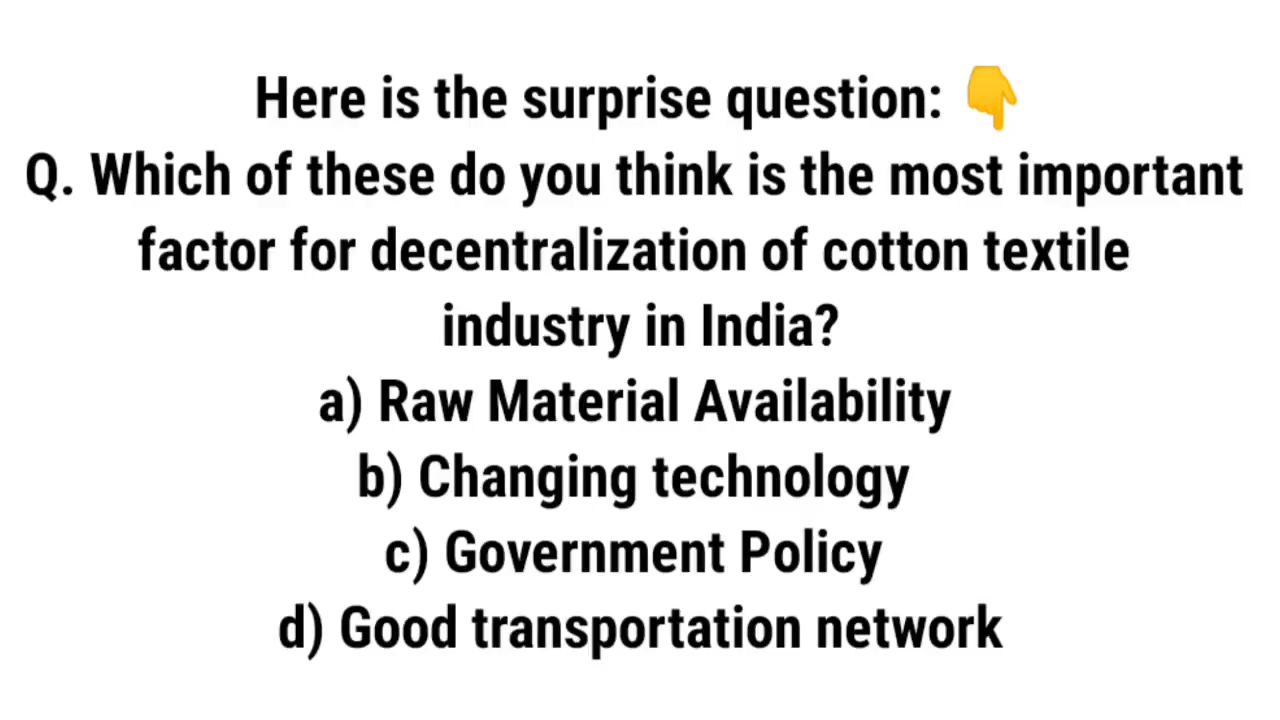 Here is the surprise question: 👇
Q. Which of these do you think is the most important
factor for decentralization of cotton textile
industry in India?
a) Raw Material Availability
b) Changing technology
c) Government Policy
d) Good transportation network